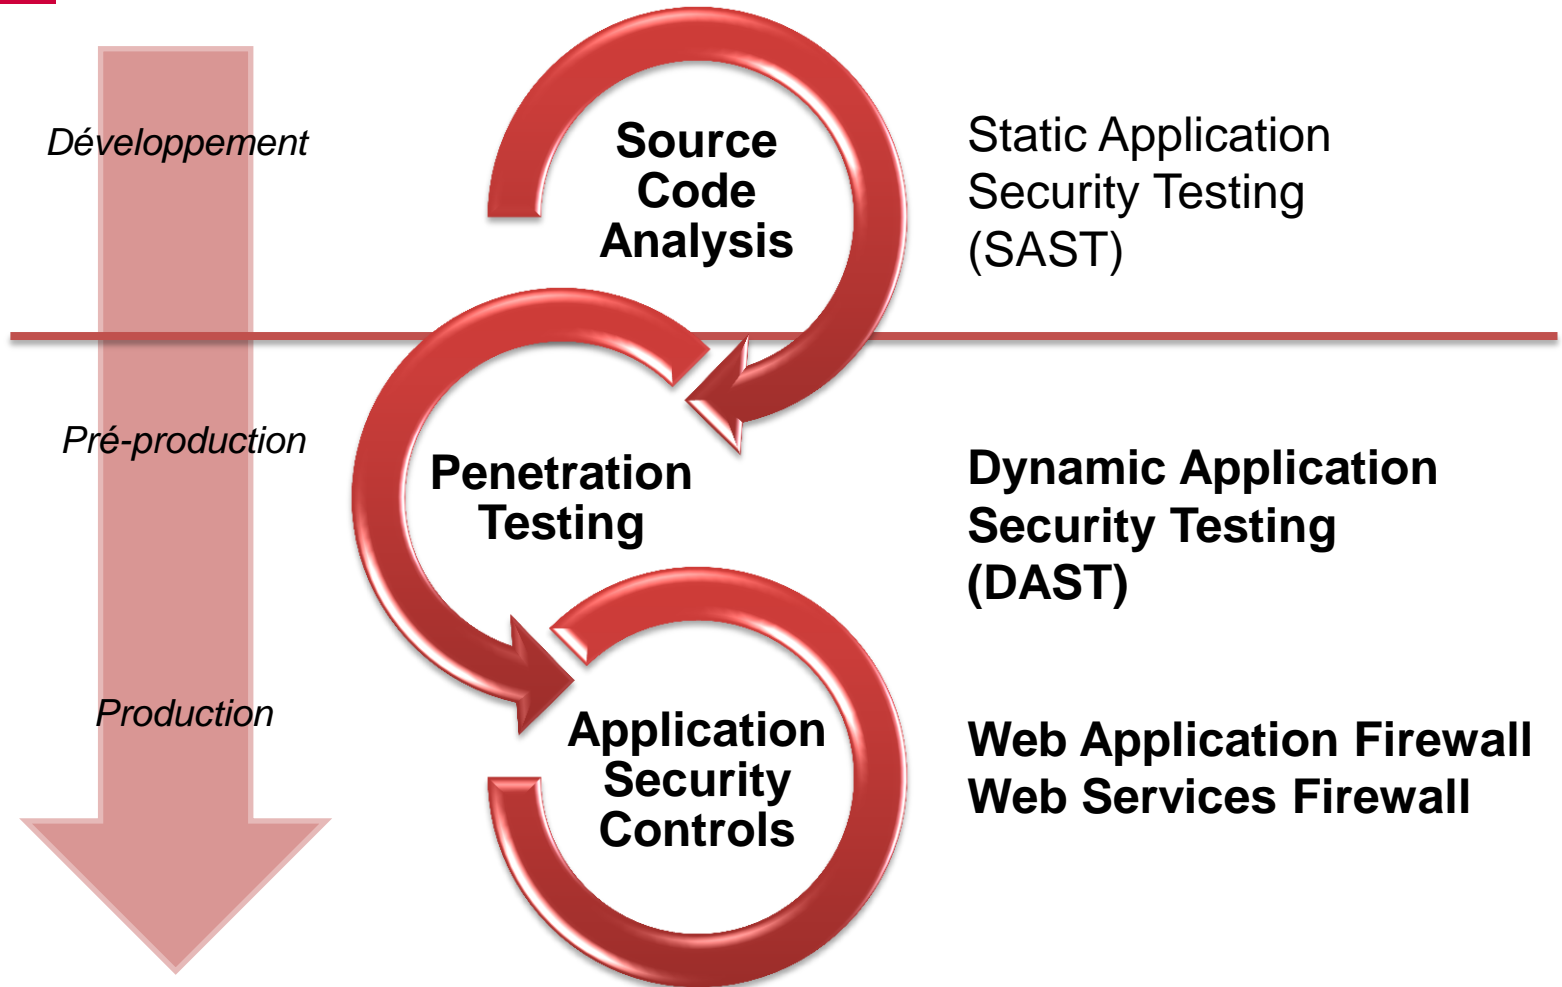 Développement
Source
Code
Analysis
Static Application
Security Testing
(SAST)
Pré-production
Penetration
Testing
Dynamic Application
Security Testing
(DAST)
Production
Application
Security
Controls
Web Application Firewall
Web Services Firewall